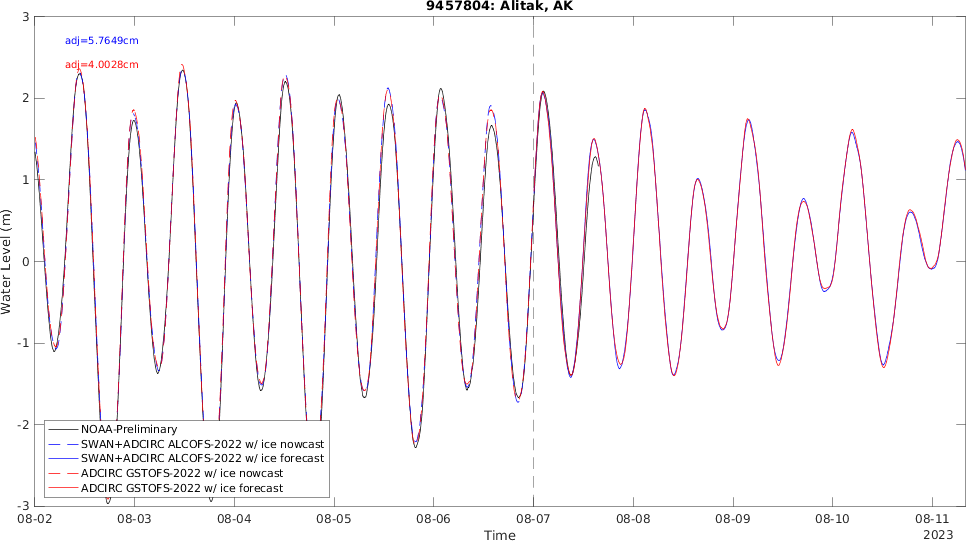 9457804: Alitak, AK
adj=5.7649cm
adj=4.0028cm
3
2
1
0
-1
-2
-3
Water Level (m)
NOAA-Preliminary
SWAN+ADCIRC ALCOFS-2022 w/ ice nowcast
SWAN+ADCIRC ALCOFS-2022 w/ ice forecast
ADCIRC GSTOFS-2022 w/ ice nowcast
ADCIRC GSTOFS-2022 w/ ice forecast
08-02 08-03 08-04 08-05 08-06 08-07 08-08 08-09 08-10 08-11
Time
2023